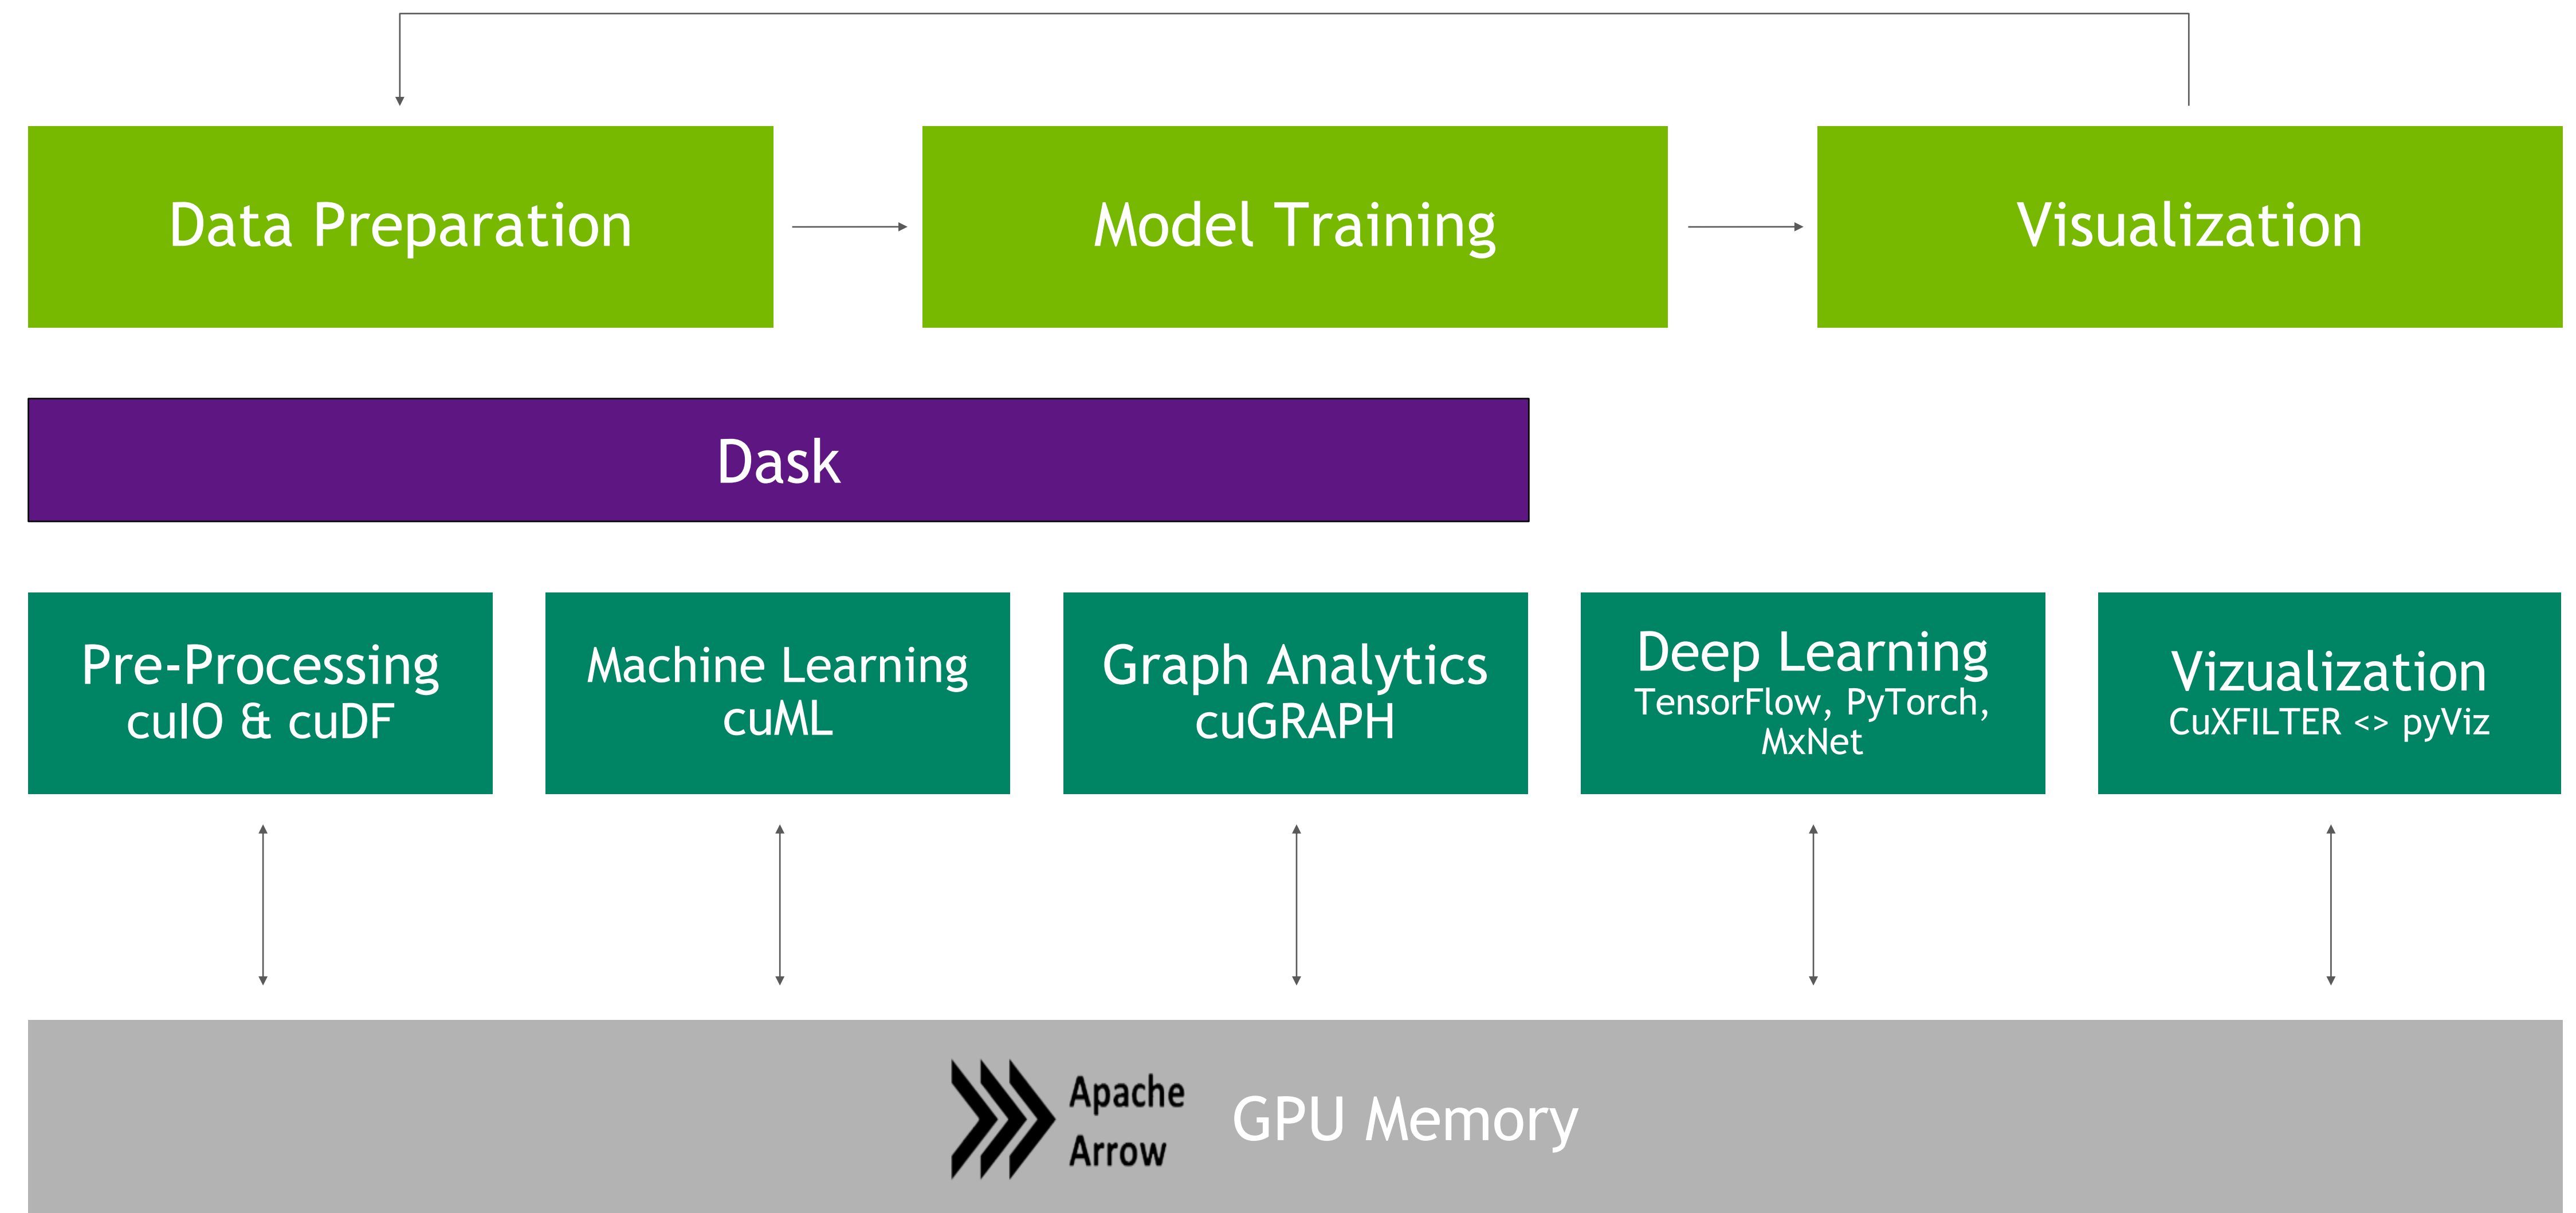 Data Preparation
Model Training
Visualization
Dask
Pre-Processing
cuIO & cuDF
Machine Learning
cuML
Graph Analytics
cuGRAPH
Deep Learning
TensorFlow, PyTorch,
MxNet
Vizualization
CuXFILTER <> pyViz
Apache
Arrow
GPU Memory